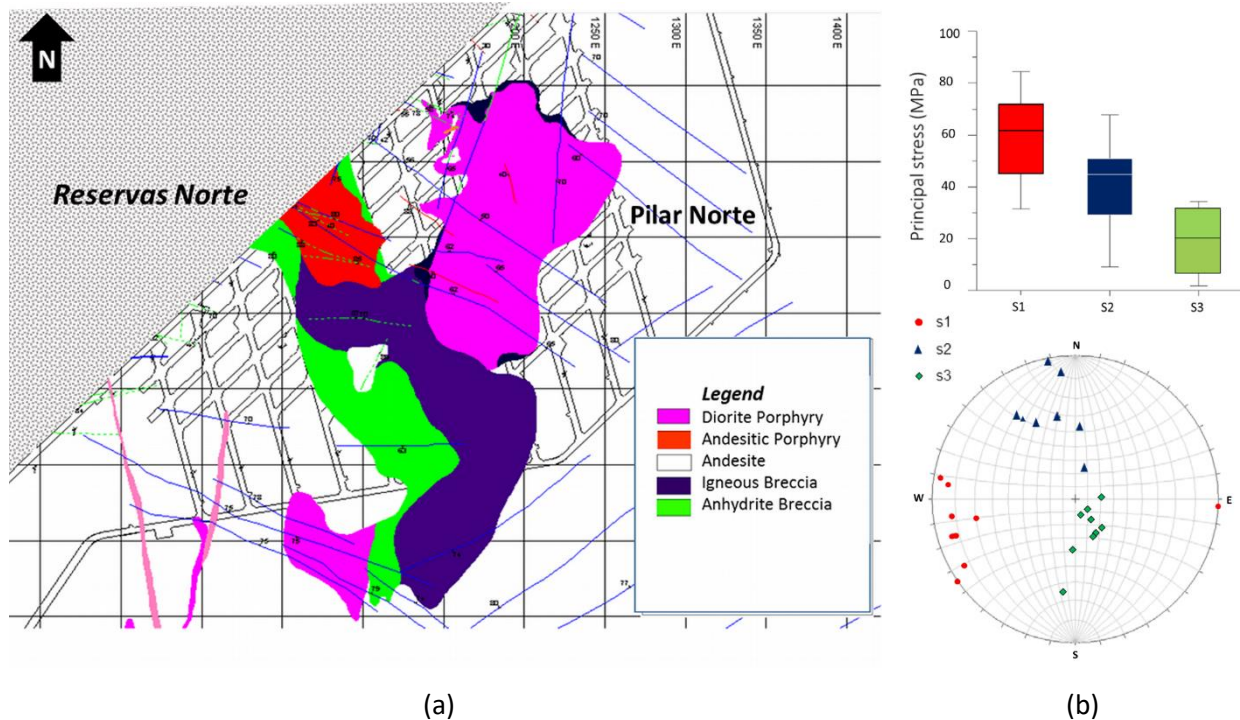 N
1200 E
1250 E
1300 E
1350 E
1400 E
Reservas Norte
Pilar Norte
Legend
Diorite Porphyry
Andesitic Porphyry
Andesite
Igneous Breccia
Anhydrite Breccia
(a)
Principal stress (MPa)
100
80
60
40
20
0
S1
S2
S3
s1
s2
s3
N
W
E
S
(b)